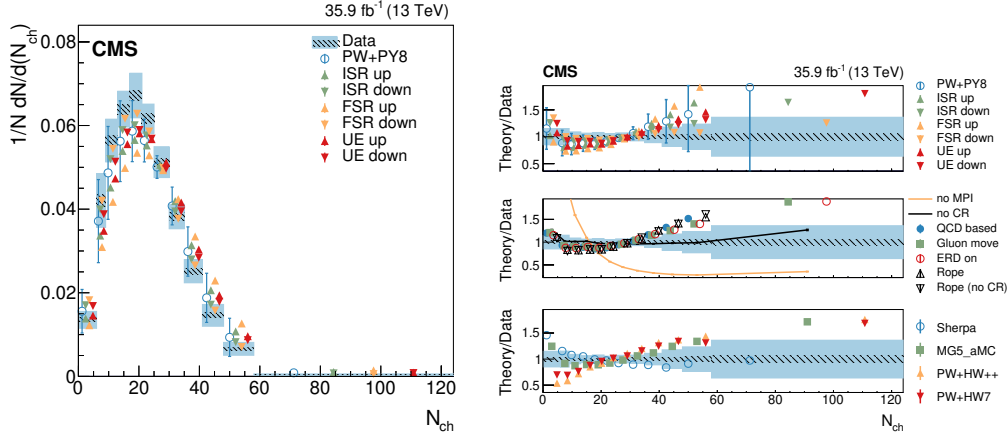 35.9 fb⁻¹ (13 TeV)
1/N dN/d(N_ch)
0.08
0.06
0.04
0.02
0
CMS
Data
PW+PY8
ISR up
ISR down
FSR up
FSR down
UE up
UE down
0 20 40 60 80 100 120
N_ch
CMS 35.9 fb⁻¹ (13 TeV)
Theory/Data
1.5
1
0.5
PW+PY8
ISR up
ISR down
FSR up
FSR down
UE up
UE down
Theory/Data
1.5
1
0.5
no MPI
no CR
QCD based
Gluon move
ERD on
Rope
Rope (no CR)
Theory/Data
1.5
1
0.5
Sherpa
MG5_aMC
PW+HW++
PW+HW7
0 20 40 60 80 100 120
N_ch